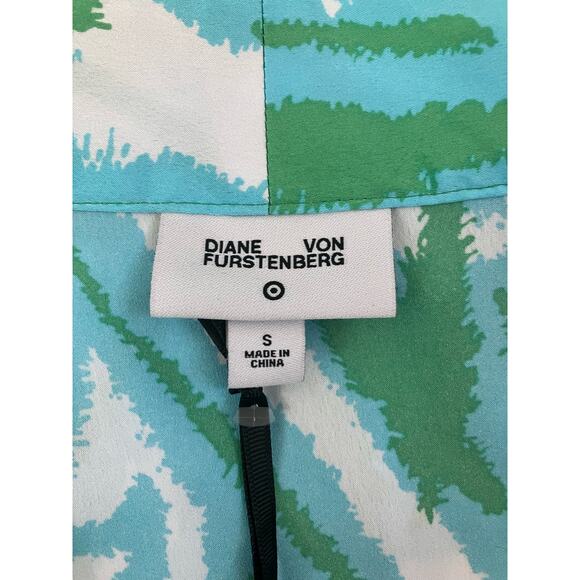 DIANE VON
FURSTENBERG
S
MADE IN
CHINA